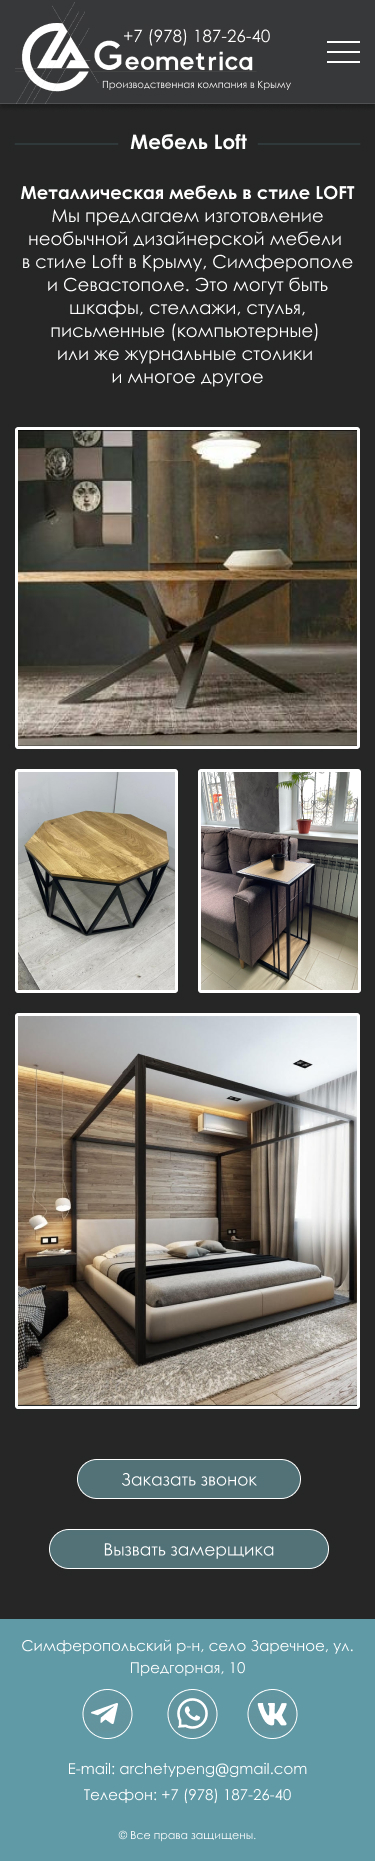 +7 (978) 187-26-40
Geometrica
Производственная компания в Крыму
Мебель Loft
Металлическая мебель в стиле LOFT
Мы предлагаем изготовление
необычной дизайнерской мебели
в стиле Loft в Крыму, Симферополе
и Севастополе. Это могут быть
шкафы, стеллажи, стулья,
письменные (компьютерные)
или же журнальные столики
и многое другое
Заказать звонок
Вызвать замерщика
Симферопольский р-н, село Заречное, ул.
Предгорная, 10
E-mail: archetypeng@gmail.com
Телефон: +7 (978) 187-26-40
© Все права защищены.